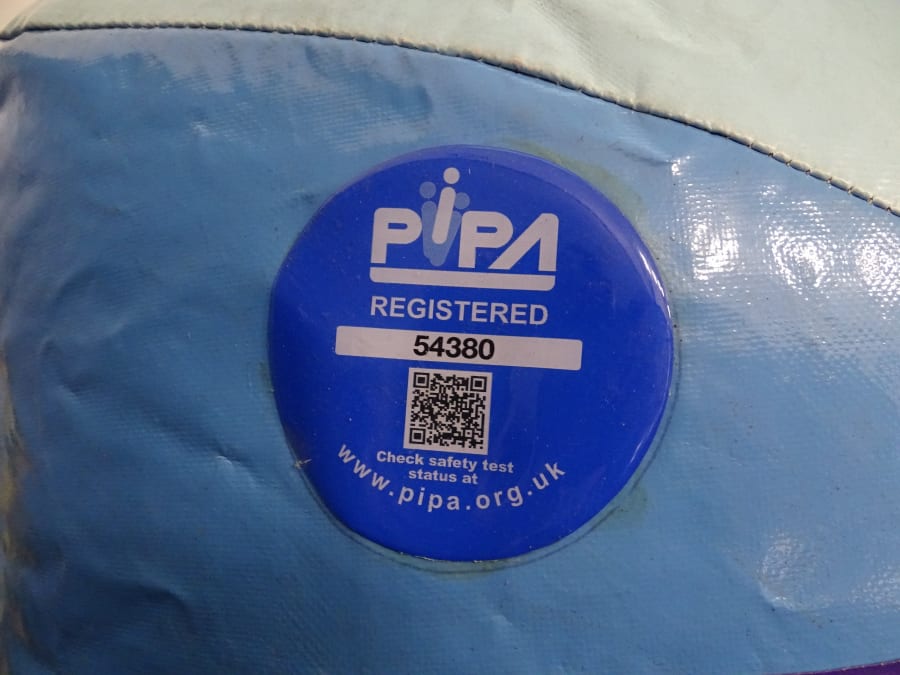 PIPA
REGISTERED
54380
Check safety test
status at
www.pipa.org.uk